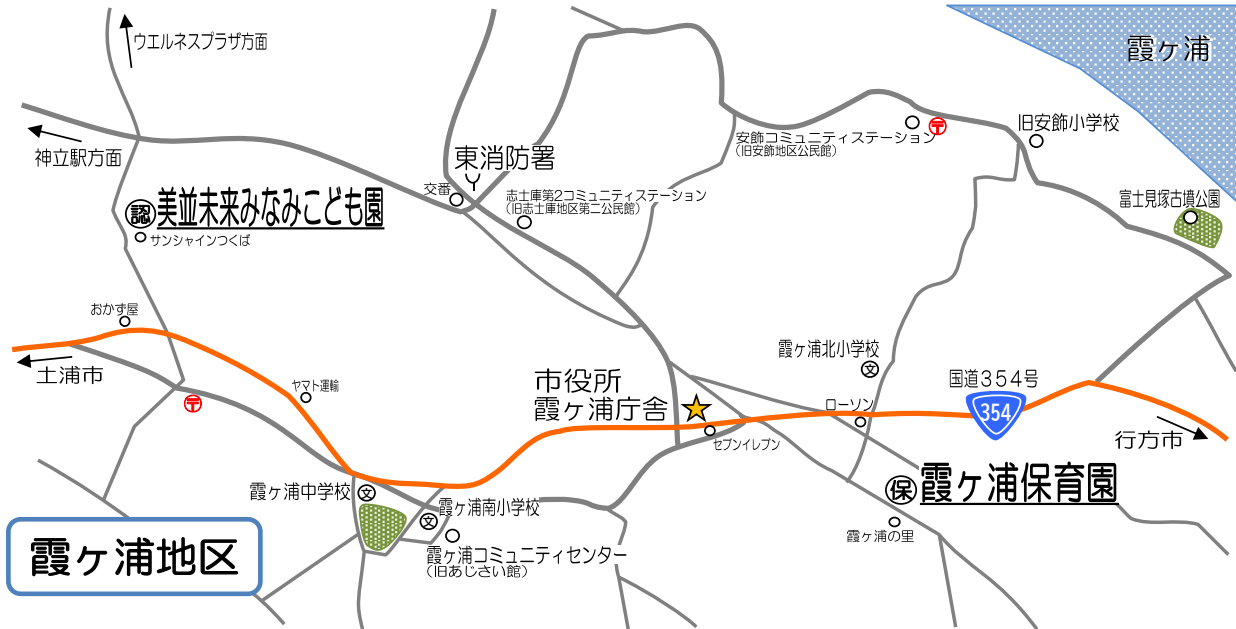 ウエルネスプラザ方面
霞ヶ浦
神立駅方面
東消防署
交番
志士庫第2コミュニティステーション
(旧志士庫地区第二公民館)
安飾コミュニティステーション
(旧安飾地区公民館)
〒
旧安飾小学校
富士見塚古墳公園
認
美並未来みなみこども園
サンシャインつくば
おかず屋
土浦市
〒
ヤマト運輸
市役所
霞ヶ浦庁舎
セブンイレブン
霞ヶ浦北小学校
文
ローソン
国道354号
354
行方市
保
霞ヶ浦保育園
霞ヶ浦の里
霞ヶ浦中学校
文
霞ヶ浦南小学校
文
霞ヶ浦コミュニティセンター
(旧あじさい館)
霞ヶ浦地区